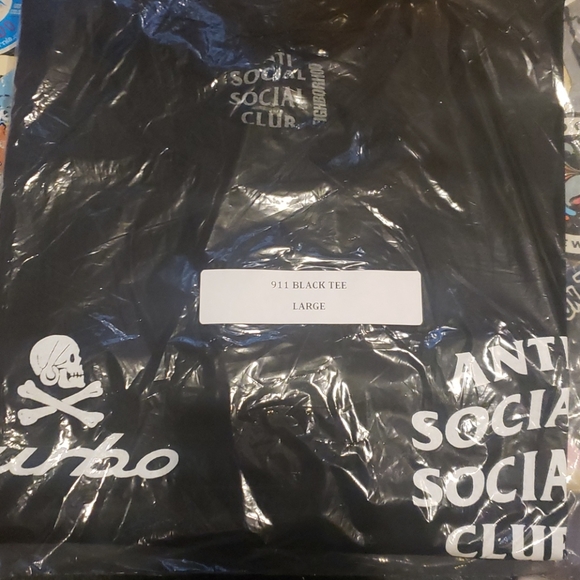 ANTI
SOCIAL
SOCIAL
CLUB
911 BLACK TEE
LARGE
urbo
ANTI
SOCIA
SOCIA
CLUB